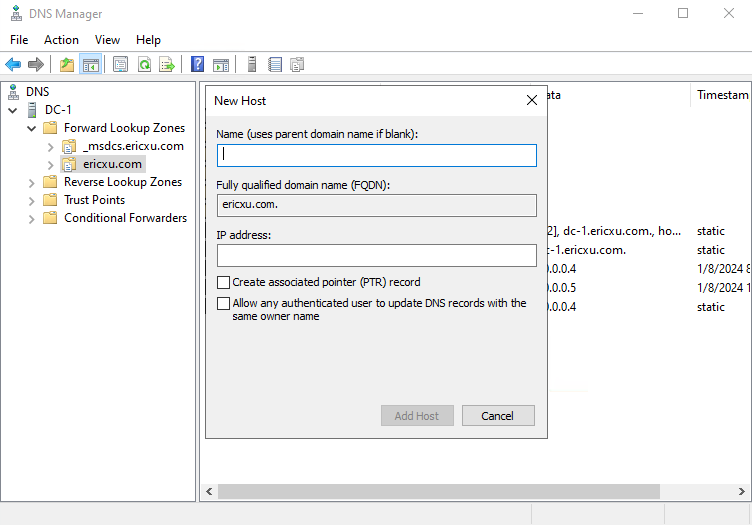 DNS Manager
File Action View Help
DNS
DC-1
Forward Lookup Zones
_msdcs.ericxu.com
ericxu.com
Reverse Lookup Zones
Trust Points
Conditional Forwarders
New Host
Name (uses parent domain name if blank):
Fully qualified domain name (FQDN):
ericxu.com.
IP address:
Create associated pointer (PTR) record
Allow any authenticated user to update DNS records with the
same owner name
Add Host Cancel
ata Timestam
2], dc-1.ericxu.com., ho... static
c-1.ericxu.com. static
.0.0.4 1/8/2024 8
.0.0.5 1/8/2024 1
.0.0.4 static